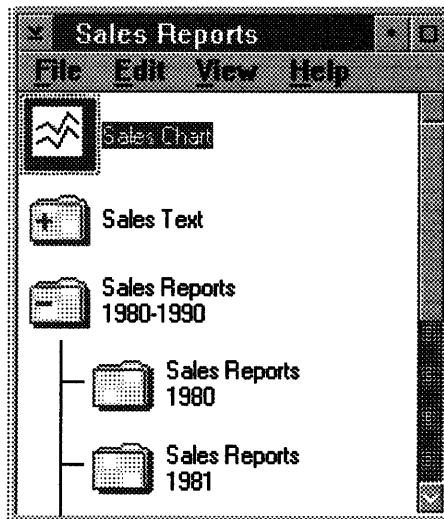 Sales Reports
File Edit View Help
Sales Chart
Sales Text
Sales Reports
1980-1990
Sales Reports
1980
Sales Reports
1981